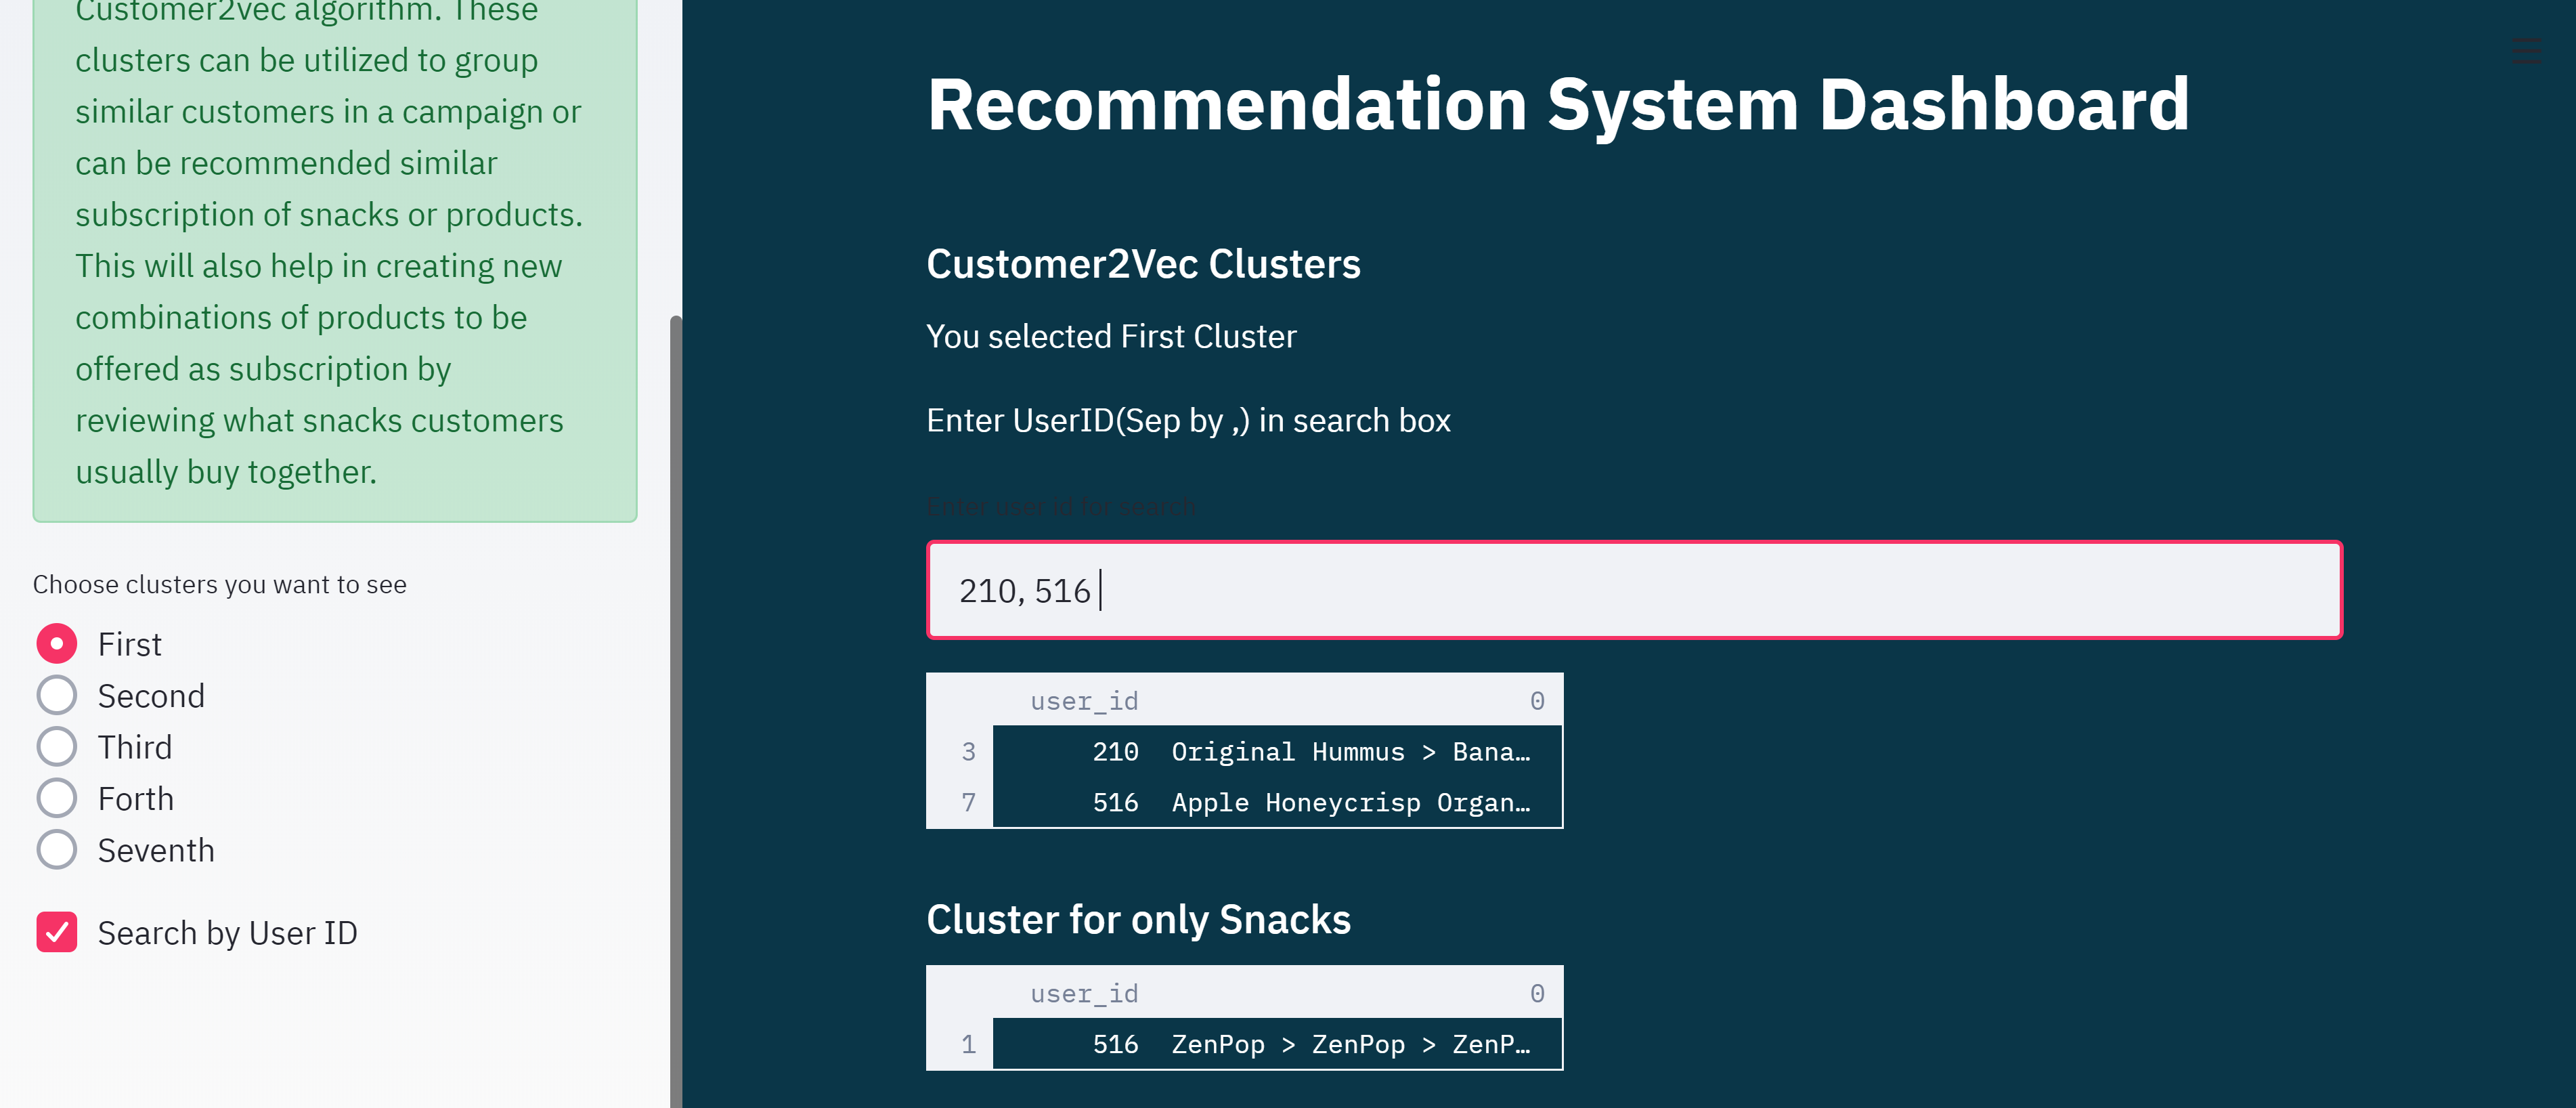 Customer2vec algorithm. These
clusters can be utilized to group
similar customers in a campaign or
can be recommended similar
subscription of snacks or products.
This will also help in creating new
combinations of products to be
offered as subscription by
reviewing what snacks customers
usually buy together.
Choose clusters you want to see
First
Second
Third
Forth
Seventh
Search by User ID
Recommendation System Dashboard
Customer2Vec Clusters
You selected First Cluster
Enter UserID(Sep by ,) in search box
Enter user id for search
210, 516
user_id 0
3 210 Original Hummus > Bana…
7 516 Apple Honeycrisp Organ…
Cluster for only Snacks
user_id 0
1 516 ZenPop > ZenPop > ZenP…